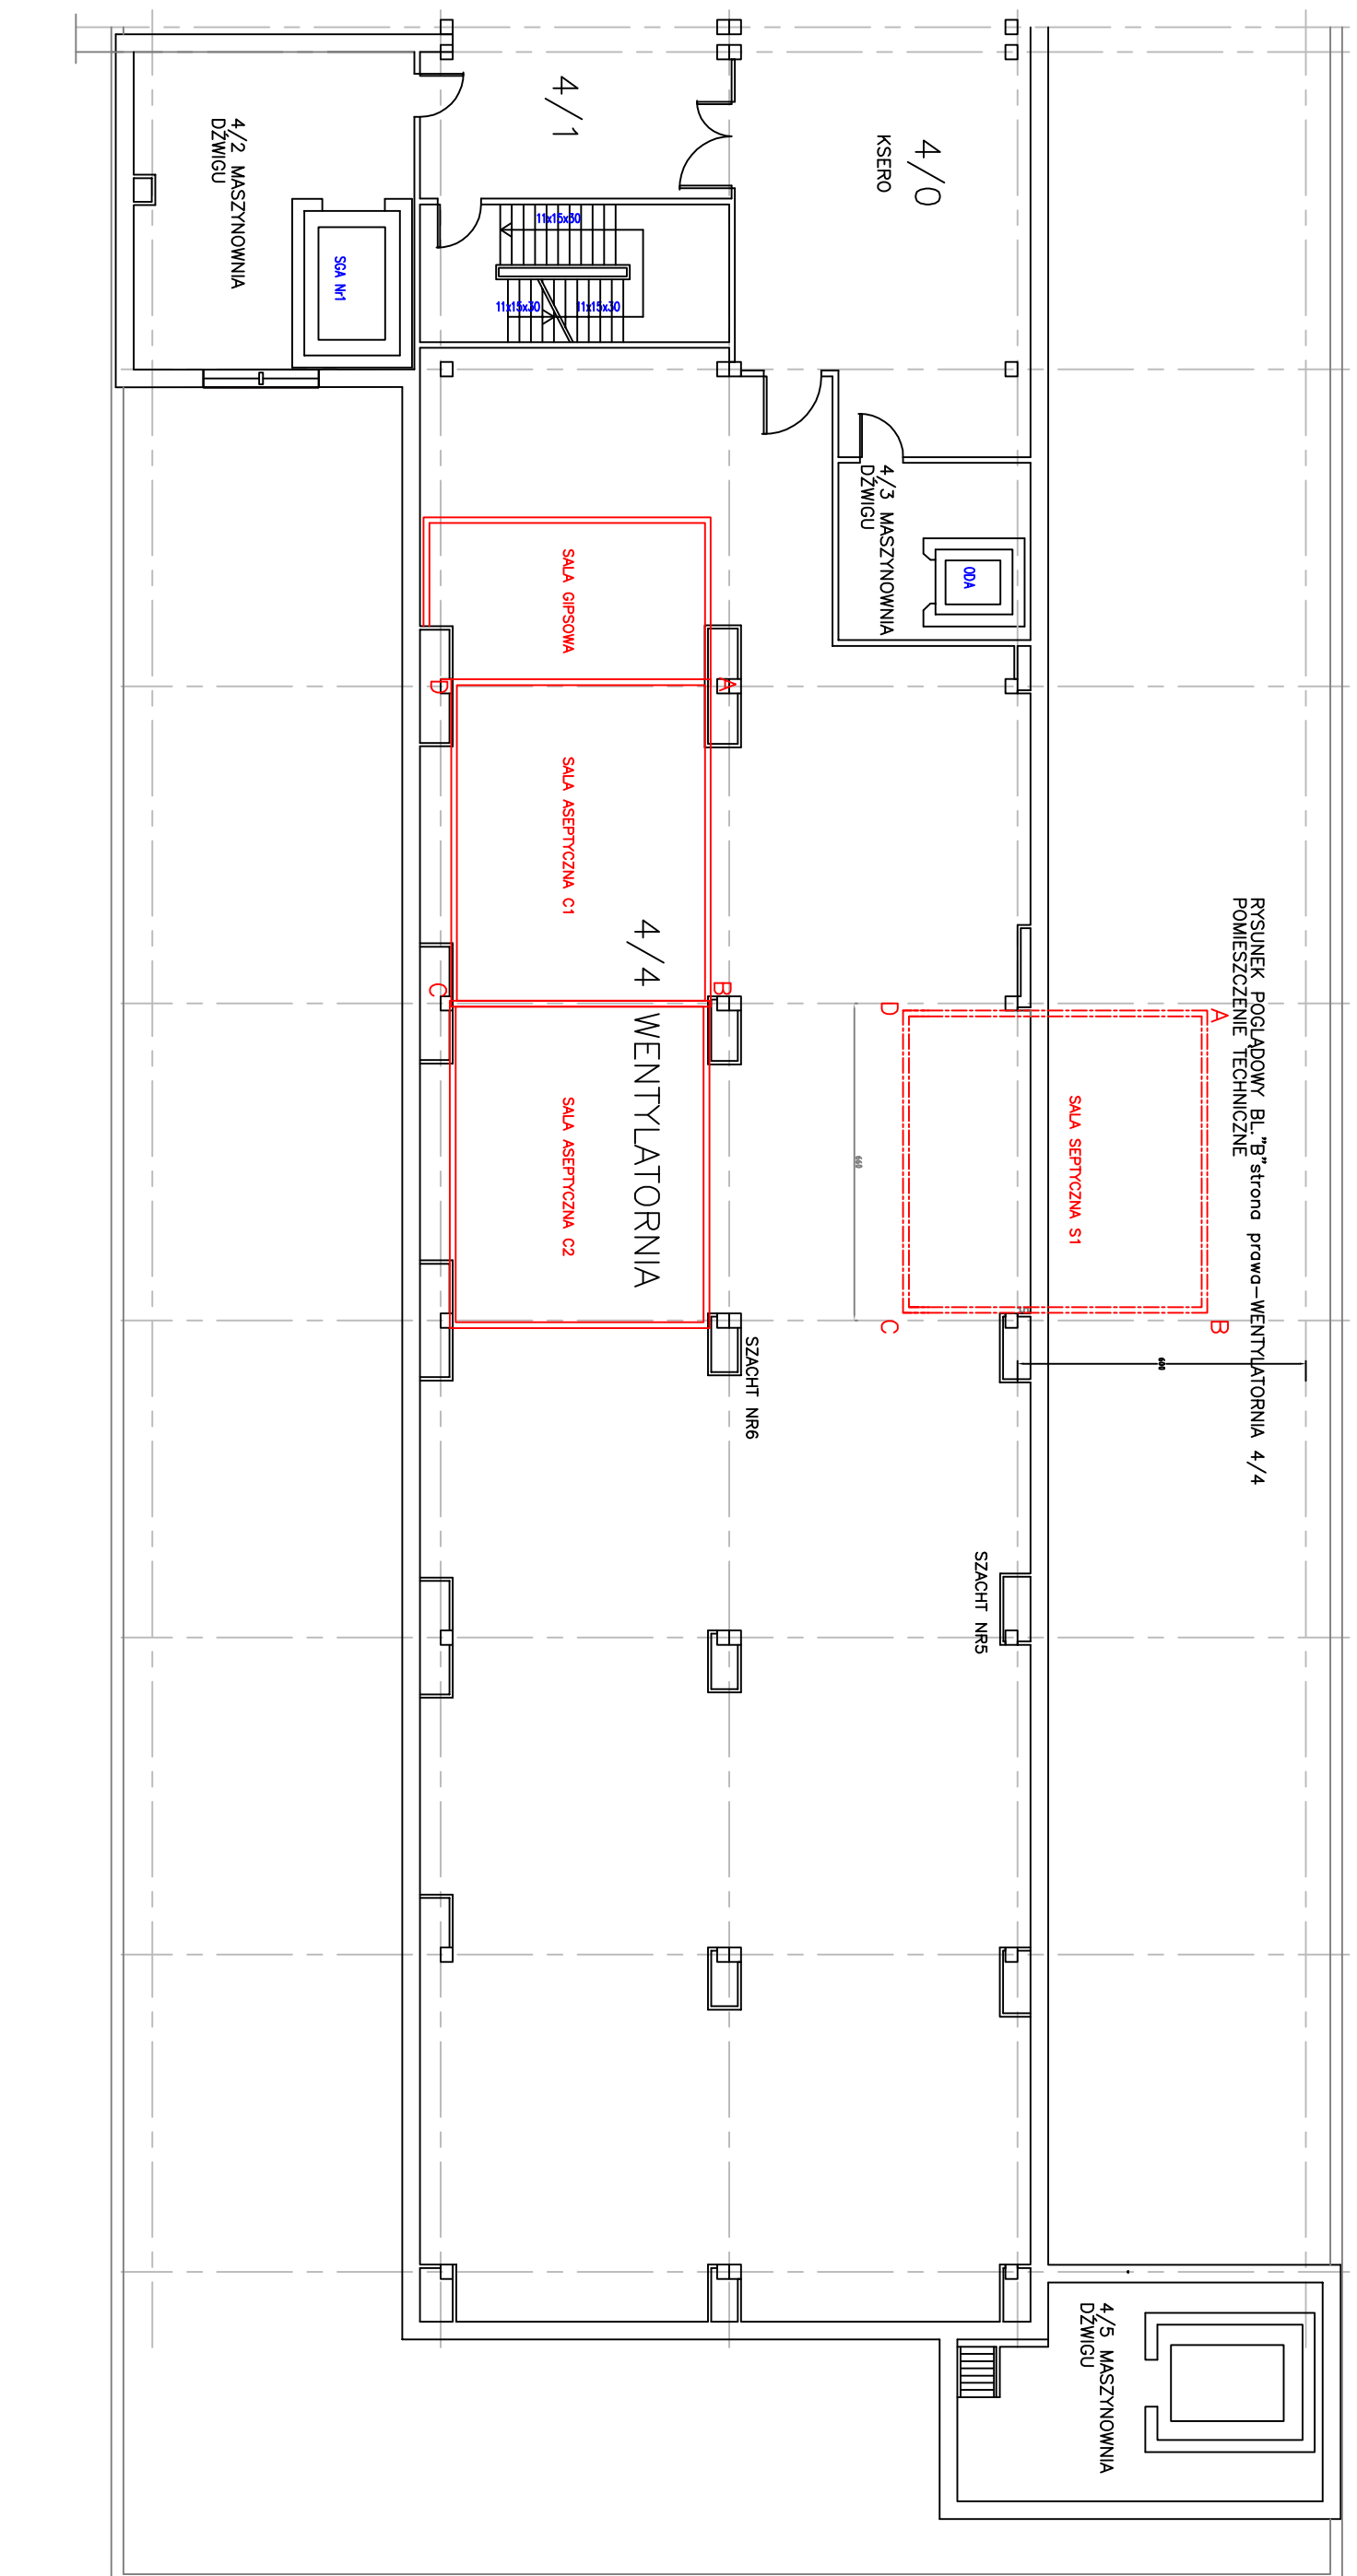 RYSUNEK POGLĄDOWY BL."B"strona prawa-WENTYLATORNIA 4/4
POMIESZCZENIE TECHNICZNE
4/0
KSERO
4/1
4/2 MASZYNOWNIA
DŹWIGU
SGA Nr1
11x15x30
11x15x30
11x15x30
4/3 MASZYNOWNIA
DŹWIGU
ODA
SALA GIPSOWA
A
D
SALA ASEPTYCZNA C1
B
C
4/4 WENTYLATORNIA
SALA ASEPTYCZNA C2
A
D
SALA SEPTYCZNA S1
B
C
660
600
SZACHT NR6
SZACHT NR5
4/5 MASZYNOWNIA
DŹWIGU